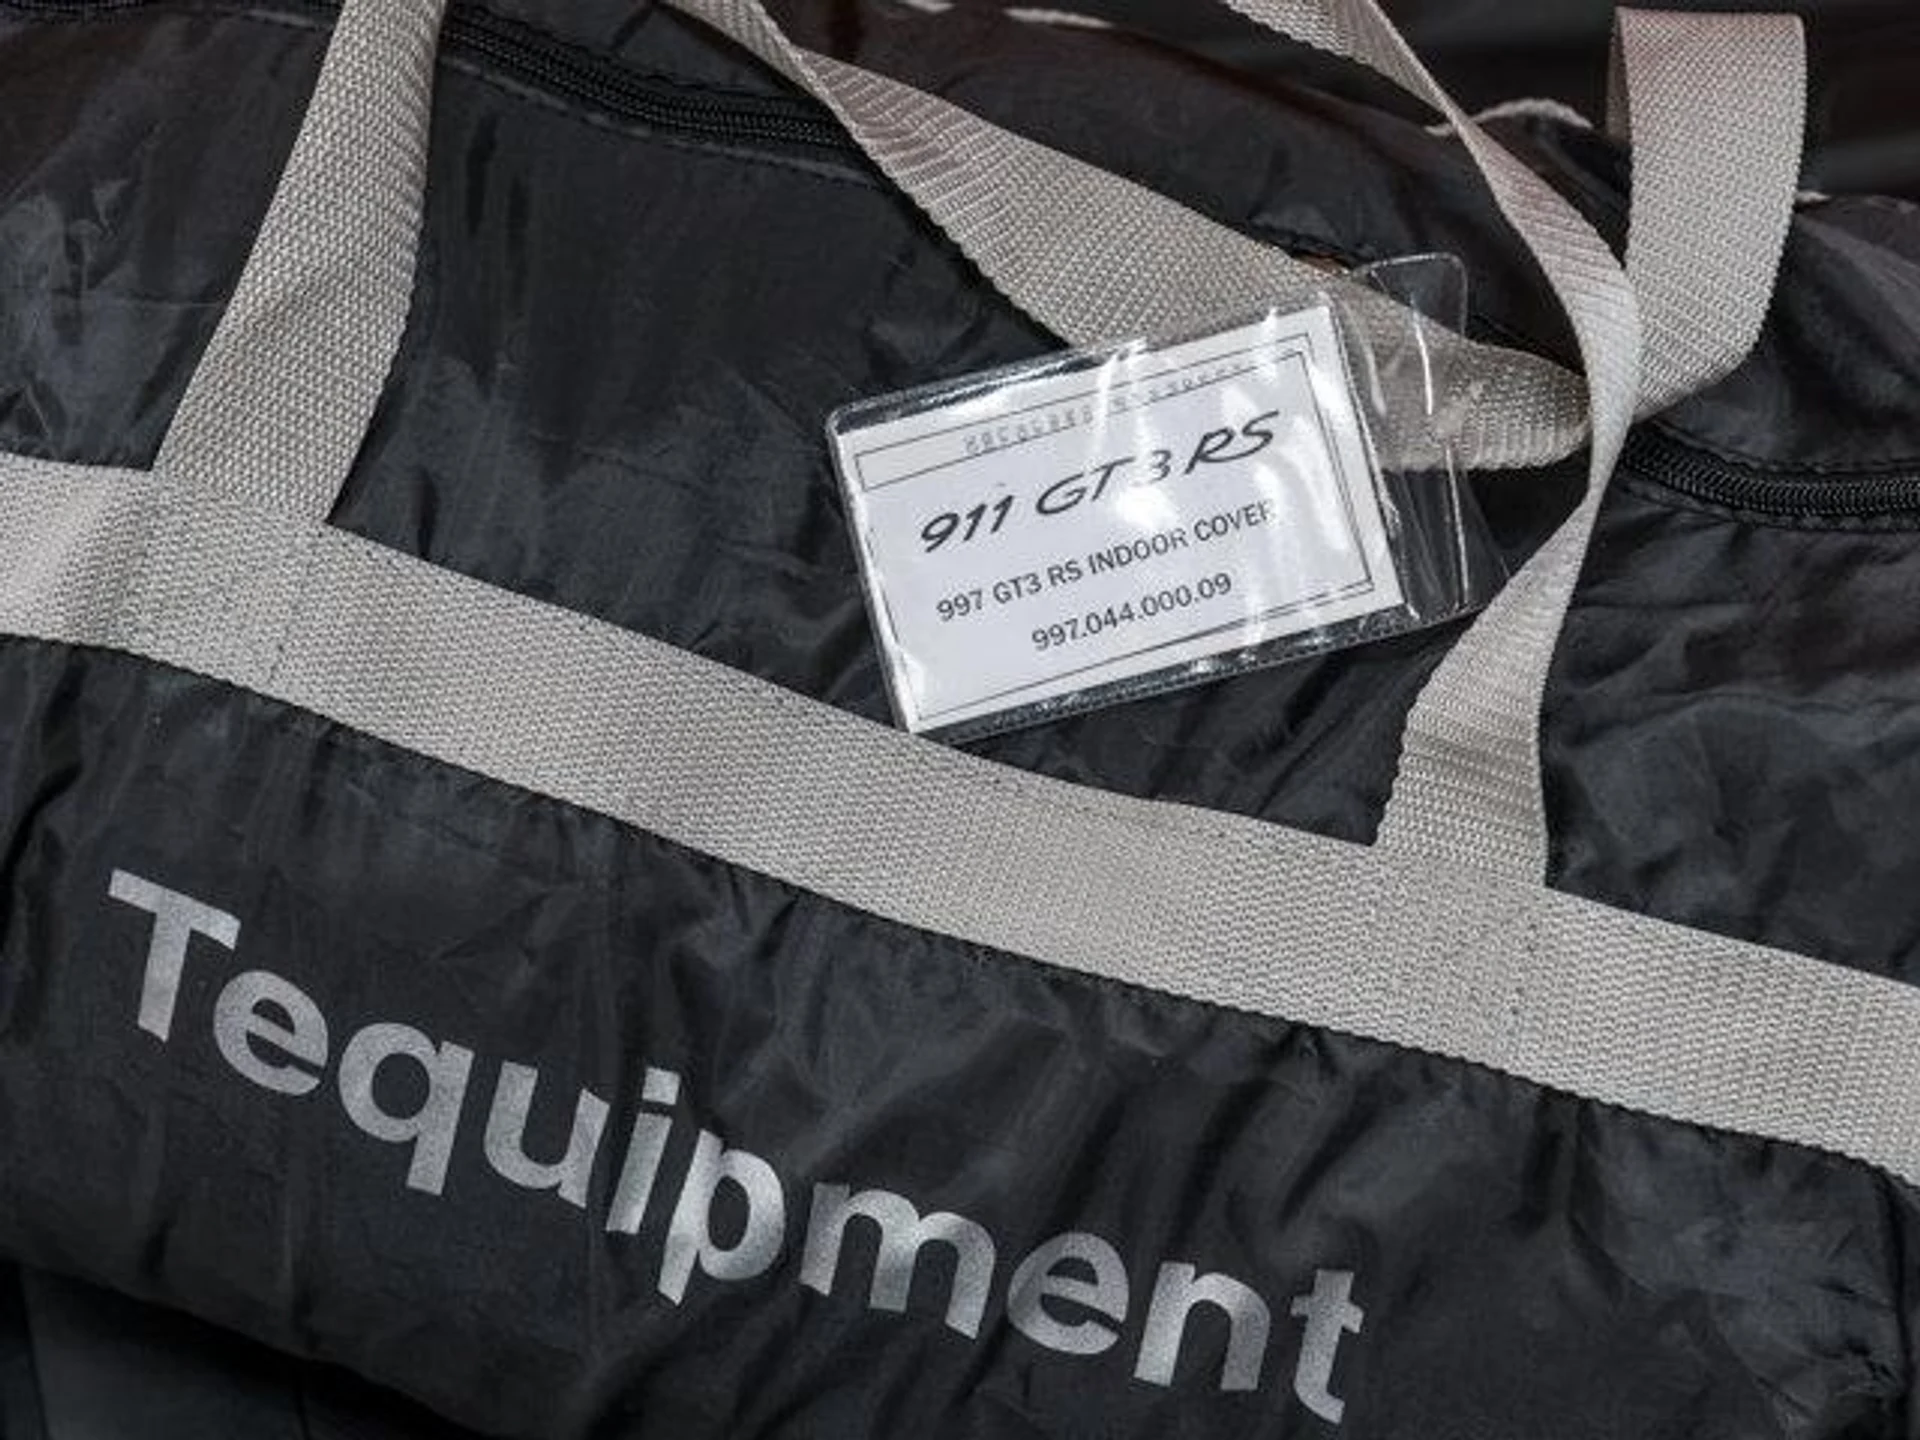 911 GT3 RS
997 GT3 RS INDOOR COVER
997.044.000.09
Tequipment